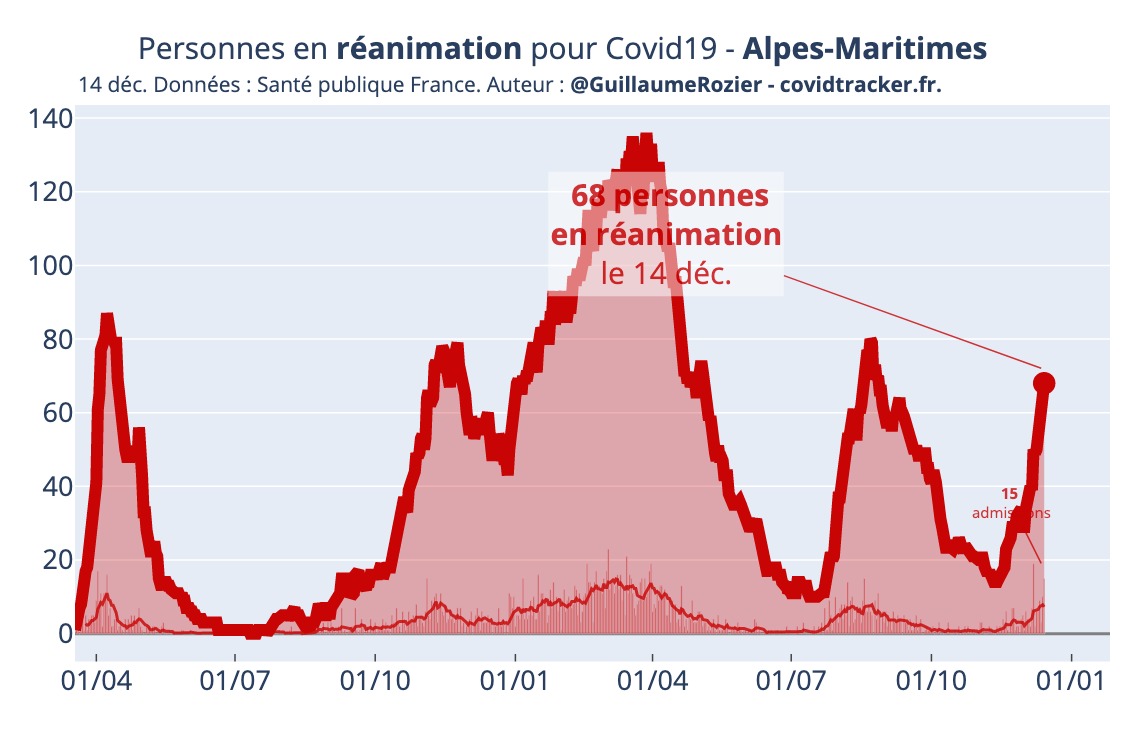 Personnes en réanimation pour Covid19 - Alpes-Maritimes
14 déc. Données : Santé publique France. Auteur : @GuillaumeRozier - covidtracker.fr.
140
120
100
80
60
40
20
0
68 personnes
en réanimation
le 14 déc.
15
admissions
01/04 01/07 01/10 01/01 01/04 01/07 01/10 01/01